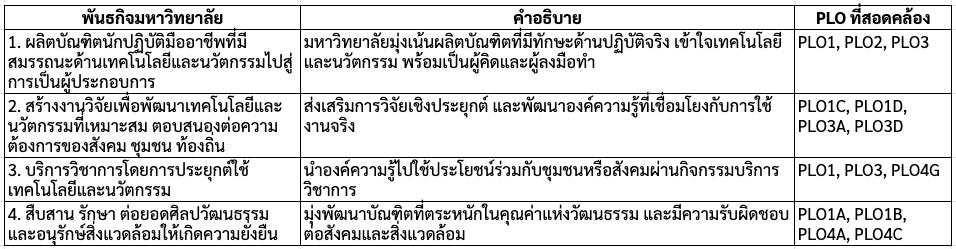 พันธกิจมหาวิทยาลัย คำอธิบาย PLO ที่สอดคล้อง
1. ผลิตบัณฑิตนักปฏิบัติมืออาชีพที่มี
สมรรถนะด้านเทคโนโลยีและนวัตกรรมไปสู่
การเป็นผู้ประกอบการ
มหาวิทยาลัยมุ่งเน้นผลิตบัณฑิตที่มีทักษะด้านปฏิบัติจริง เข้าใจเทคโนโลยี
และนวัตกรรม พร้อมเป็นผู้คิดและผู้ลงมือทำ
PLO1, PLO2, PLO3
2. สร้างงานวิจัยเพื่อพัฒนาเทคโนโลยีและ
นวัตกรรมที่เหมาะสม ตอบสนองต่อความ
ต้องการของสังคม ชุมชน ท้องถิ่น
ส่งเสริมการวิจัยเชิงประยุกต์ และพัฒนาองค์ความรู้ที่เชื่อมโยงกับการใช้
งานจริง
PLO1C, PLO1D,
PLO3A, PLO3D
3. บริการวิชาการโดยการประยุกต์ใช้
เทคโนโลยีและนวัตกรรม
นำองค์ความรู้ไปใช้ประโยชน์ร่วมกับชุมชนหรือสังคมผ่านกิจกรรมบริการ
วิชาการ
PLO1, PLO3, PLO4G
4. สืบสาน รักษา ต่อยอดศิลปวัฒนธรรม
และอนุรักษ์สิ่งแวดล้อมให้เกิดความยั่งยืน
มุ่งพัฒนาบัณฑิตที่ตระหนักในคุณค่าแห่งวัฒนธรรม และมีความรับผิดชอบ
ต่อสังคมและสิ่งแวดล้อม
PLO1A, PLO1B,
PLO4A, PLO4C